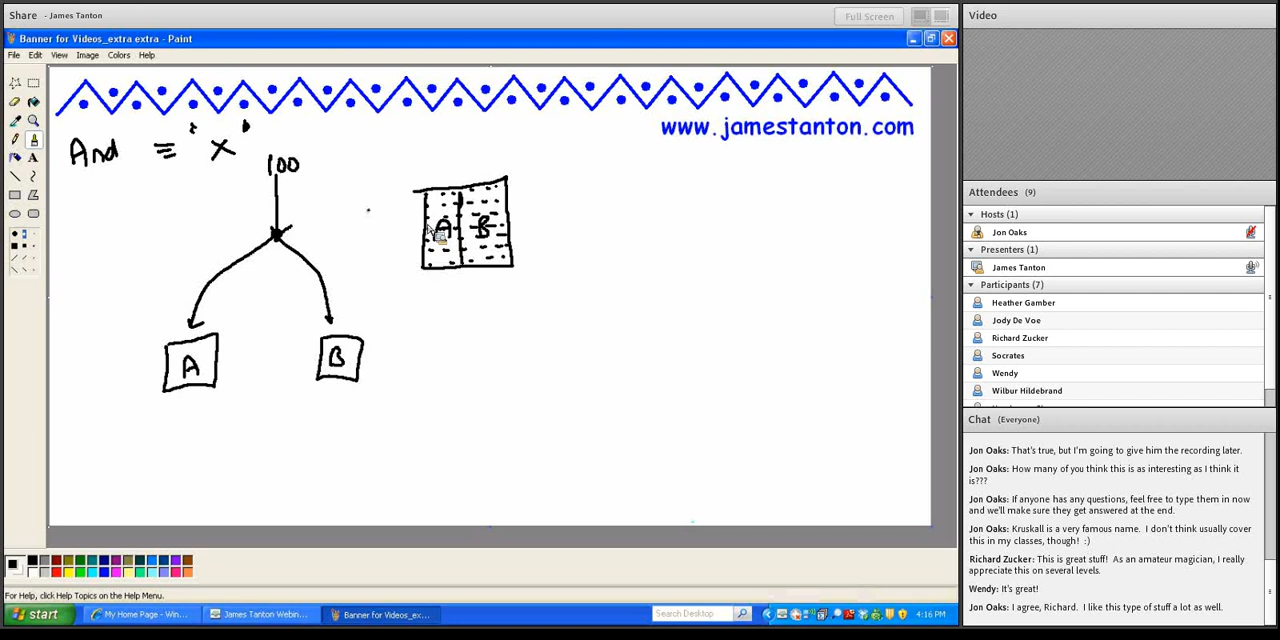 Share - James Tanton
Full Screen
Video
Banner for Videos_extra extra - Paint
File Edit View Image Colors Help
www.jamestanton.com
And ≡ "X"
100
A B
A B
Attendees (9)
Hosts (1)
Jon Oaks
Presenters (1)
James Tanton
Participants (7)
Heather Gamber
Jody De Voe
Richard Zucker
Socrates
Wendy
Wilbur Hildebrand
Chat (Everyone)
Jon Oaks: That's true, but I'm going to give him the recording later.
Jon Oaks: How many of you think this is as interesting as I think it
is???
Jon Oaks: If anyone has any questions, feel free to type them in now
and we'll make sure they get answered at the end.
Jon Oaks: Kruskall is a very famous name. I don't think usually cover
this in my classes, though! :)
Richard Zucker: This is great stuff! As an amateur magician, I really
appreciate this on several levels.
Wendy: It's great!
Jon Oaks: I agree, Richard. I like this type of stuff a lot as well.
For Help, click Help Topics on the Help Menu.
start My Home Page - Win... James Tanton Webin... Banner for Videos_ex... Search Desktop 4:16 PM